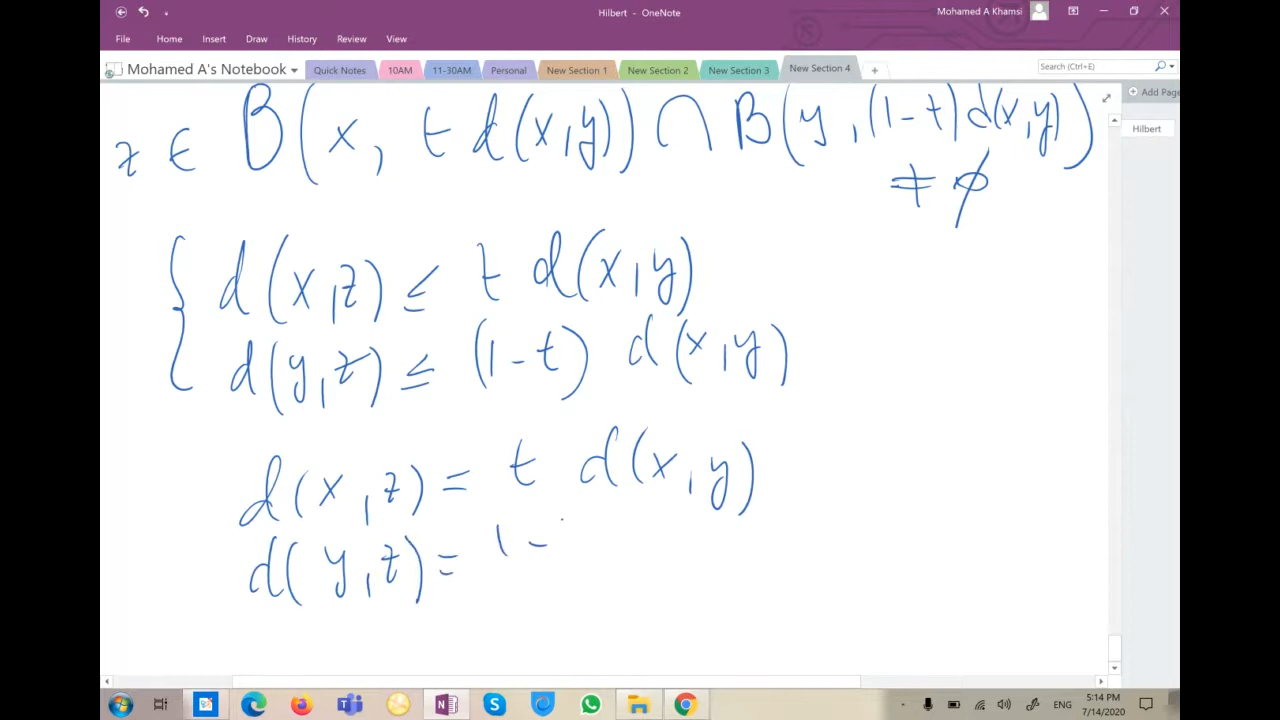 Hilbert - OneNote
Mohamed A Khamsi
File Home Insert Draw History Review View
Mohamed A's Notebook
Quick Notes 10AM 11-30AM Personal New Section 1 New Section 2 New Section 3 New Section 4 +
Search (Ctrl+E)
Add Page
Hilbert
z ∈ B(x, t d(x,y)) ∩ B(y, (1-t) d(x,y))
≠ ∅
{ d(x,z) ≤ t d(x,y)
d(y,z) ≤ (1-t) d(x,y)
d(x,z) = t d(x,y)
d(y,z) = 1-
ENG
5:14 PM
7/14/2020